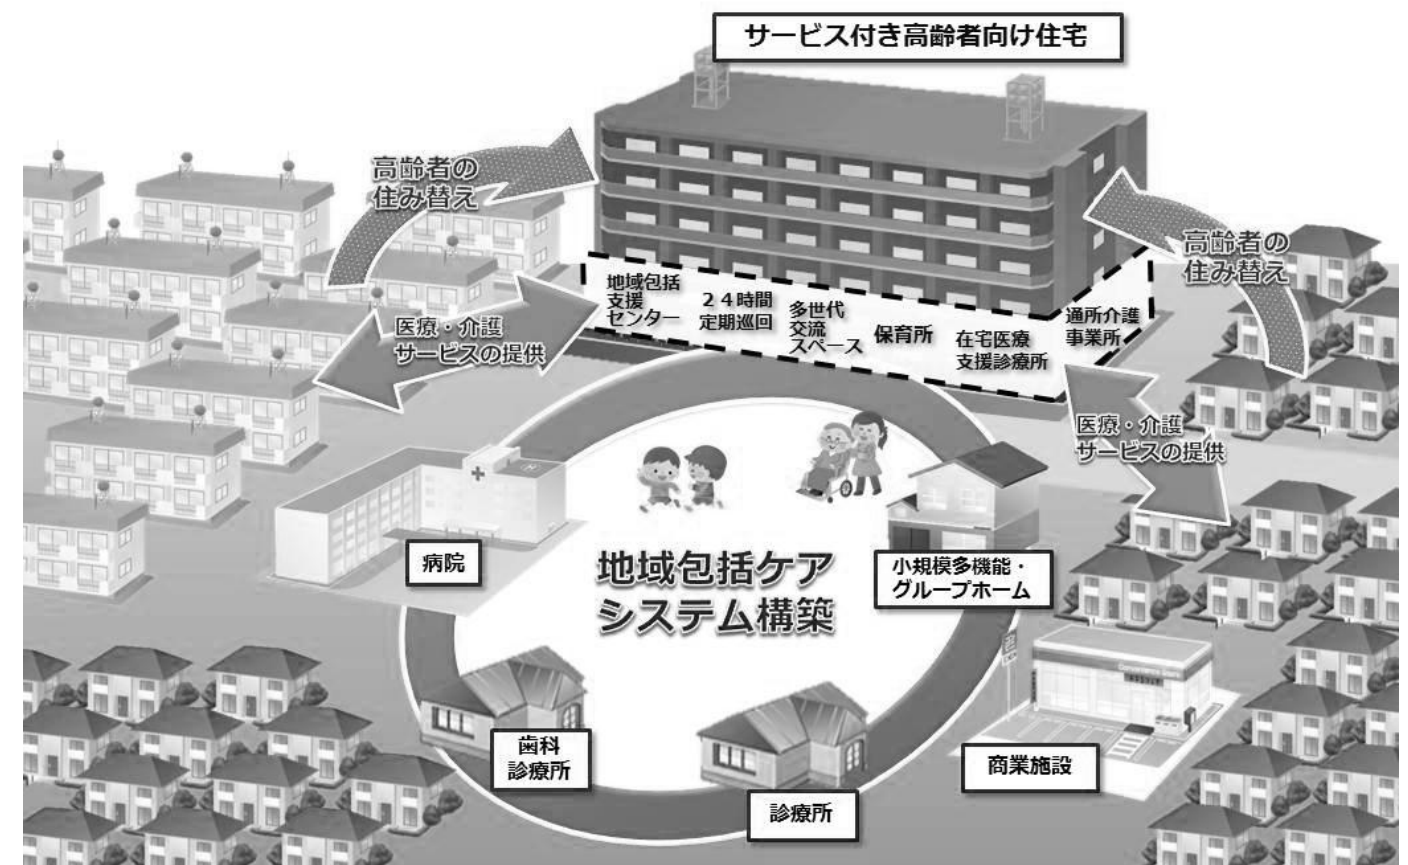 サービス付き高齢者向け住宅
高齢者の
住み替え
高齢者の
住み替え
地域包括
支援
センター
２４時間
定期巡回
多世代
交流
スペース
保育所
在宅医療
支援診療所
通所介護
事業所
医療・介護
サービスの提供
医療・介護
サービスの提供
病院
地域包括ケア
システム構築
小規模多機能・
グループホーム
歯科
診療所
診療所
商業施設